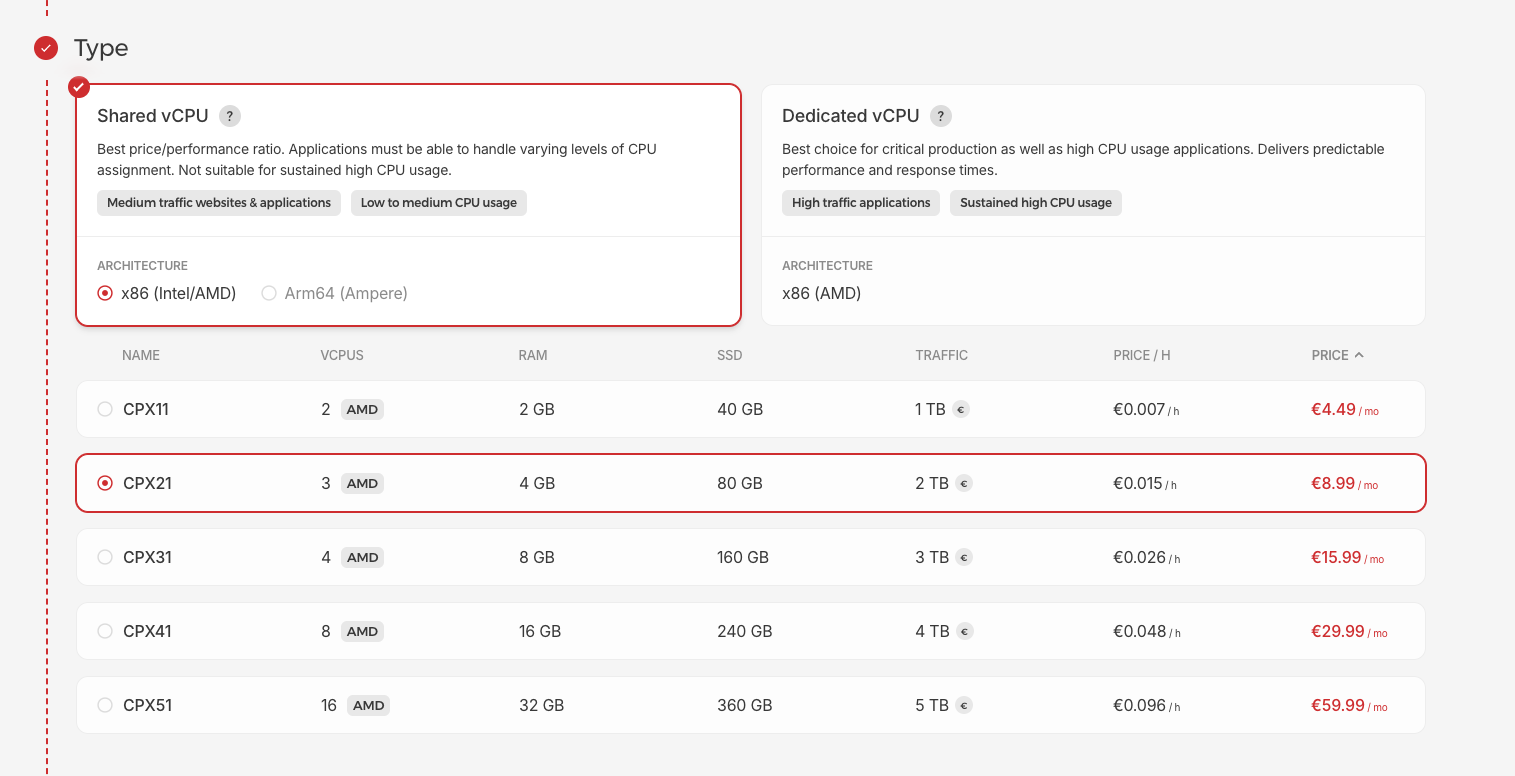 Type
Shared vCPU ?
Best price/performance ratio. Applications must be able to handle varying levels of CPU
assignment. Not suitable for sustained high CPU usage.
Medium traffic websites & applications Low to medium CPU usage
ARCHITECTURE
x86 (Intel/AMD) Arm64 (Ampere)
Dedicated vCPU ?
Best choice for critical production as well as high CPU usage applications. Delivers predictable
performance and response times.
High traffic applications Sustained high CPU usage
ARCHITECTURE
x86 (AMD)
NAME VCPUS RAM SSD TRAFFIC PRICE / H PRICE
CPX11 2 AMD 2 GB 40 GB 1 TB € €0.007 / h €4.49 / mo
CPX21 3 AMD 4 GB 80 GB 2 TB € €0.015 / h €8.99 / mo
CPX31 4 AMD 8 GB 160 GB 3 TB € €0.026 / h €15.99 / mo
CPX41 8 AMD 16 GB 240 GB 4 TB € €0.048 / h €29.99 / mo
CPX51 16 AMD 32 GB 360 GB 5 TB € €0.096 / h €59.99 / mo